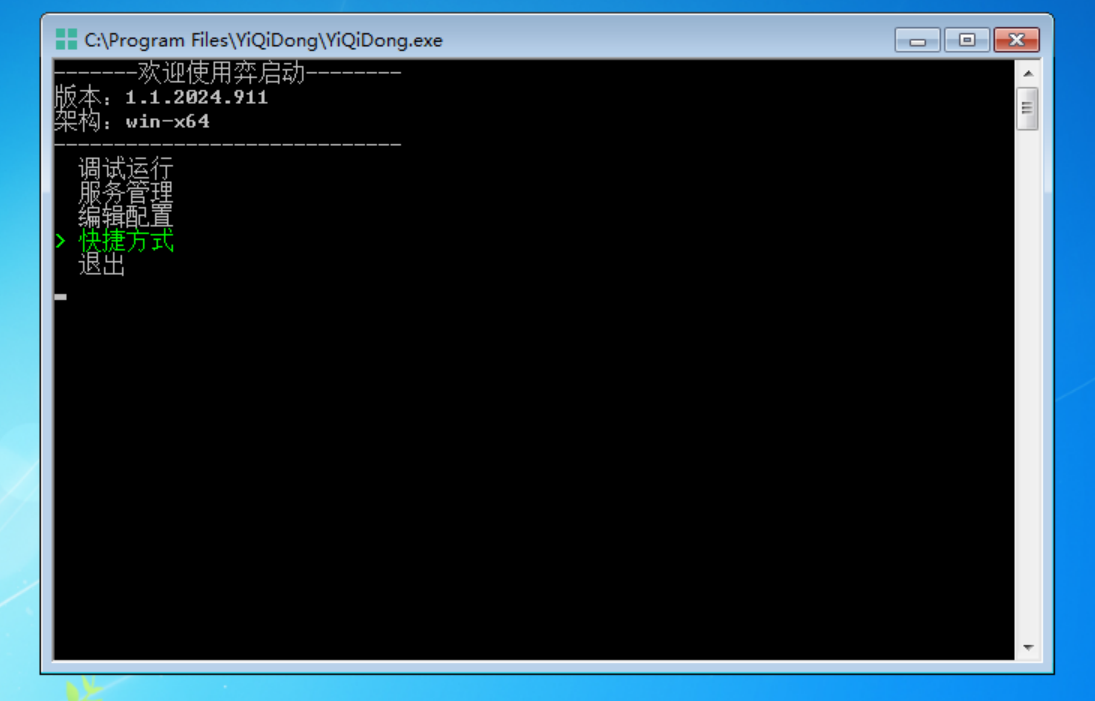 C:\Program Files\YiQiDong\YiQiDong.exe
-------欢迎使用弈启动--------
版本：1.1.2024.911
架构：win-x64
-----------------------------
调试运行
服务管理
编辑配置
> 快捷方式
退出